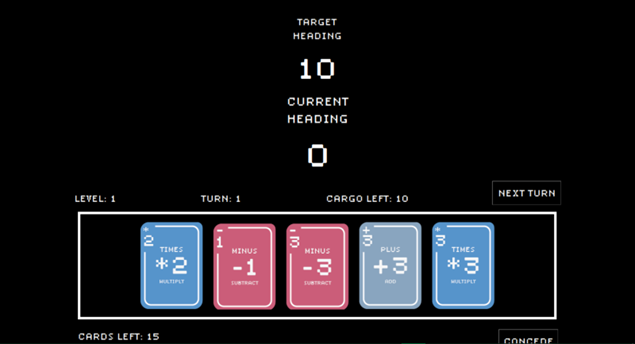 TARGET
HEADING
10
CURRENT
HEADING
0
LEVEL: 1
TURN: 1
CARGO LEFT: 10
NEXT TURN
*
2
TIMES
*2
MULTIPLY
-
1
MINUS
-1
SUBTRACT
-
3
MINUS
-3
SUBTRACT
+
3
PLUS
+3
ADD
*
3
TIMES
*3
MULTIPLY
CARDS LEFT: 15
CONCEDE